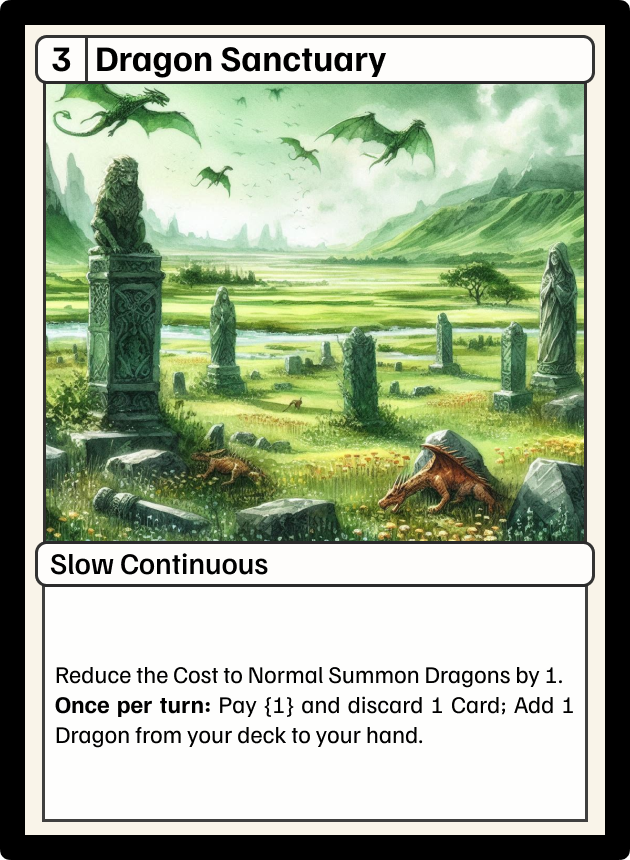 3 Dragon Sanctuary
Slow Continuous
Reduce the Cost to Normal Summon Dragons by 1.
Once per turn: Pay {1} and discard 1 Card; Add 1
Dragon from your deck to your hand.